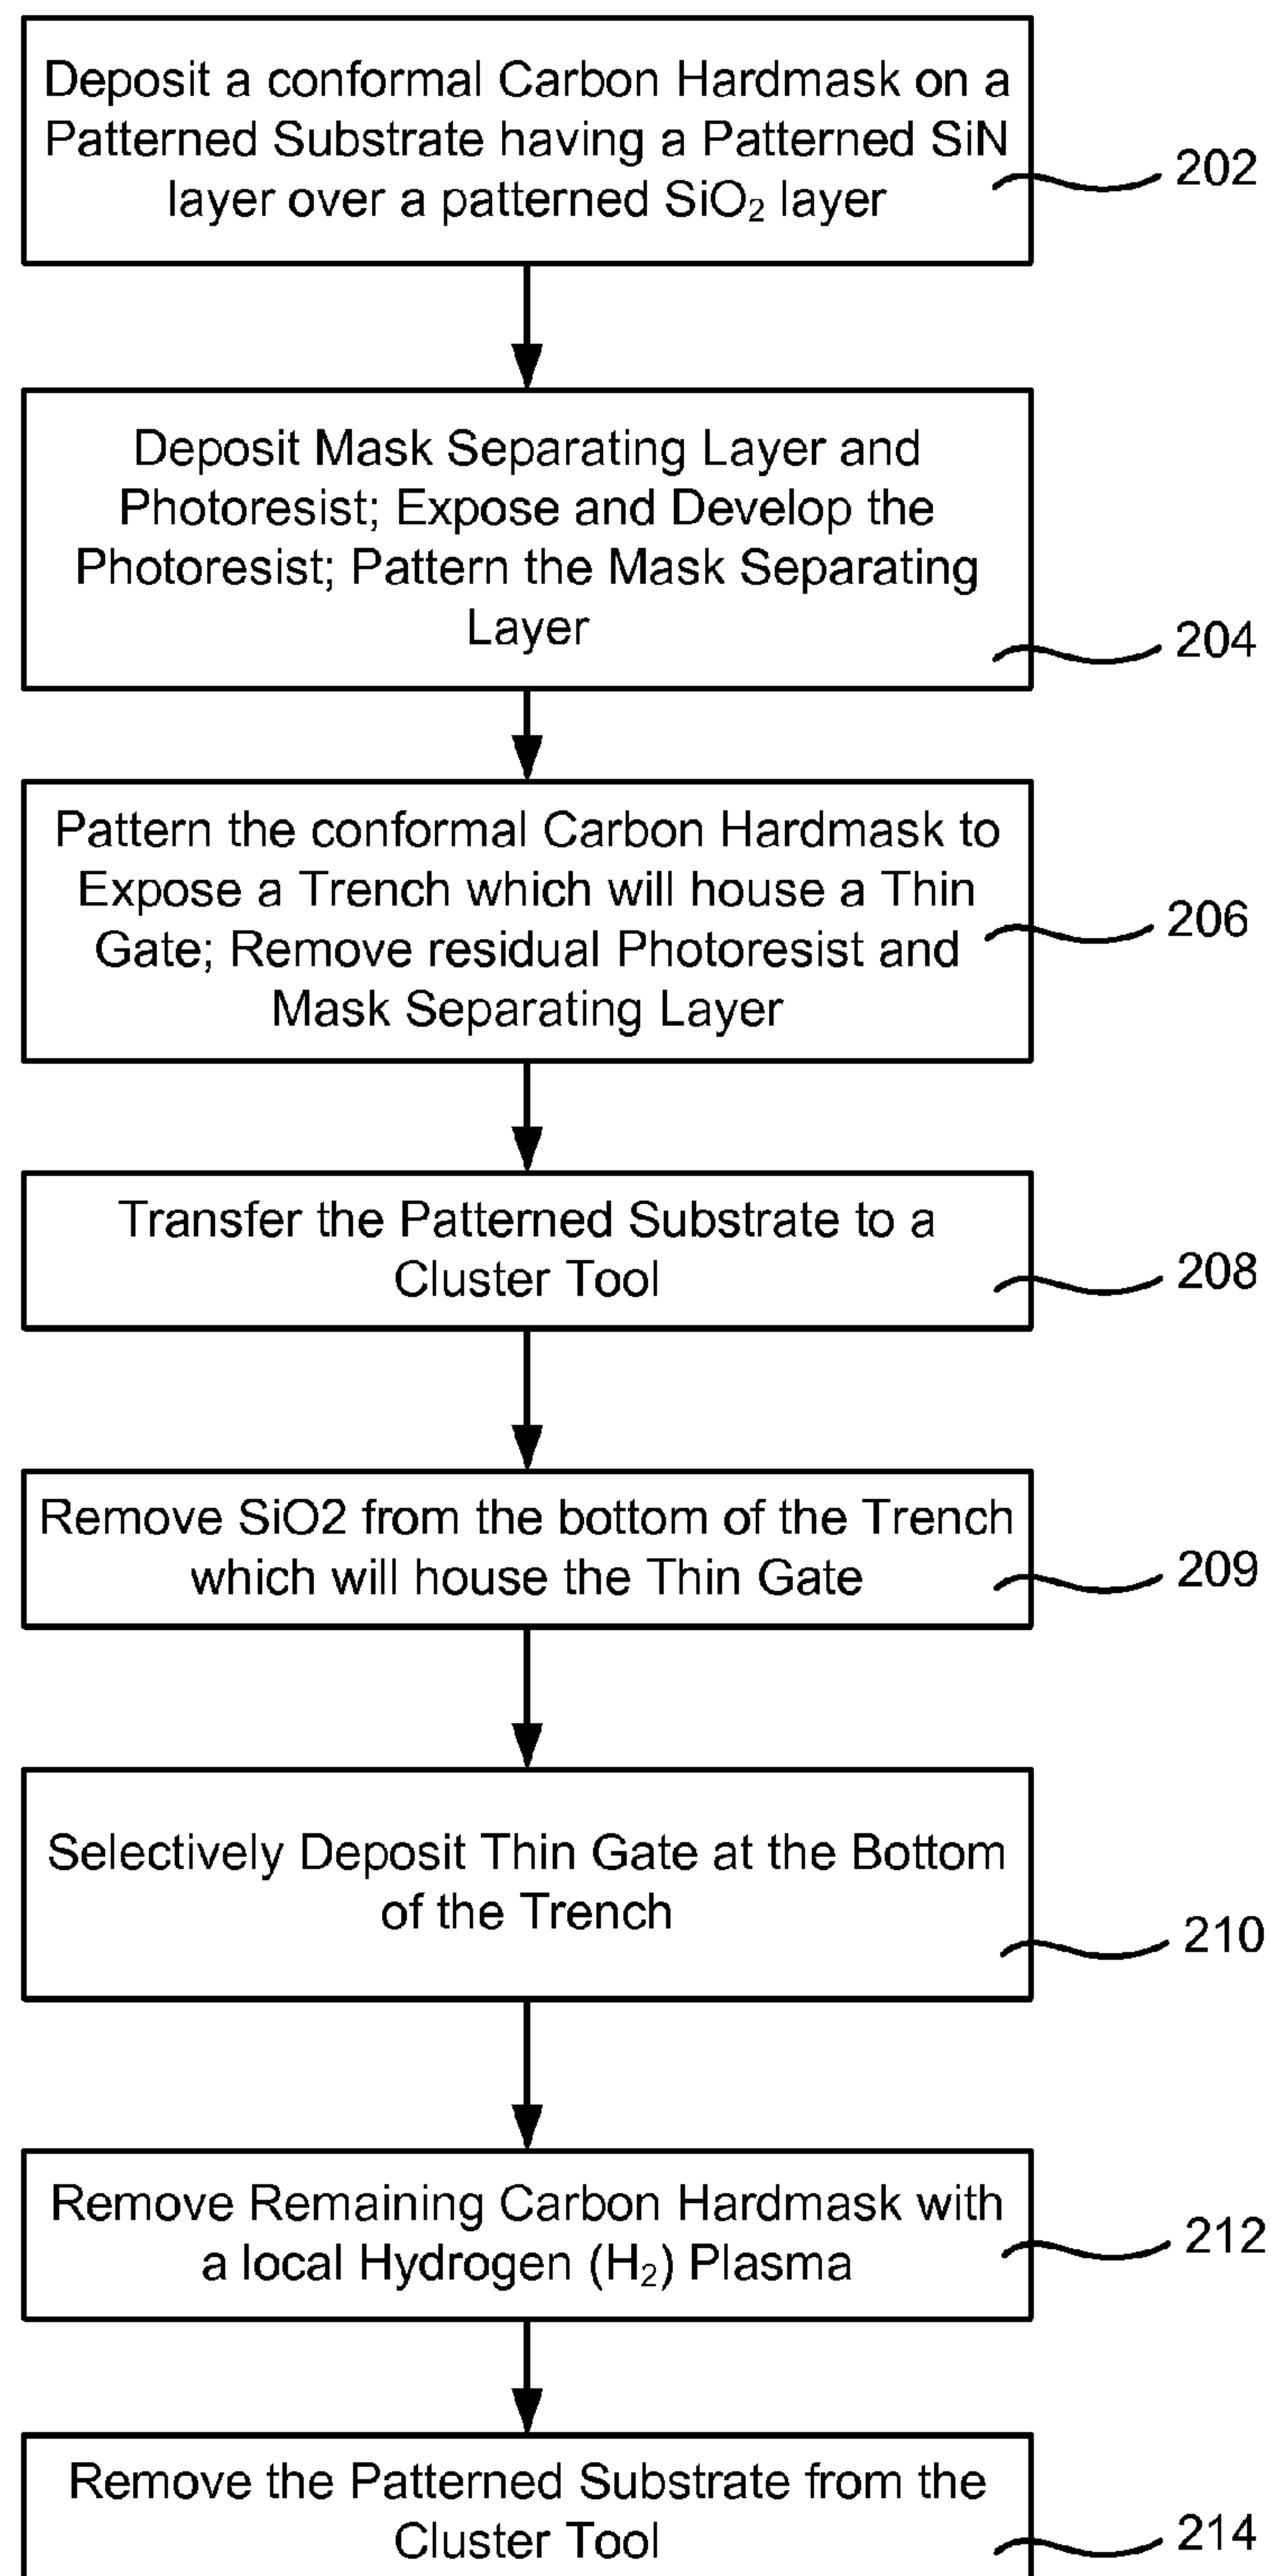 Deposit a conformal Carbon Hardmask on a
Patterned Substrate having a Patterned SiN
layer over a patterned SiO₂ layer
202
Deposit Mask Separating Layer and
Photoresist; Expose and Develop the
Photoresist; Pattern the Mask Separating
Layer
204
Pattern the conformal Carbon Hardmask to
Expose a Trench which will house a Thin
Gate; Remove residual Photoresist and
Mask Separating Layer
206
Transfer the Patterned Substrate to a
Cluster Tool
208
Remove SiO2 from the bottom of the Trench
which will house the Thin Gate
209
Selectively Deposit Thin Gate at the Bottom
of the Trench
210
Remove Remaining Carbon Hardmask with
a local Hydrogen (H₂) Plasma
212
Remove the Patterned Substrate from the
Cluster Tool
214